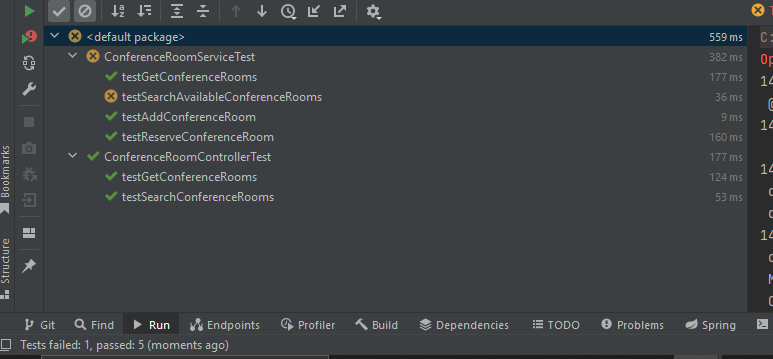 <default package> 559 ms
ConferenceRoomServiceTest 382 ms
testGetConferenceRooms 177 ms
testSearchAvailableConferenceRooms 36 ms
testAddConferenceRoom 9 ms
testReserveConferenceRoom 160 ms
ConferenceRoomControllerTest 177 ms
testGetConferenceRooms 124 ms
testSearchConferenceRooms 53 ms
Bookmarks
Structure
C:
Op
14
@
14
14
14
Git Find Run Endpoints Profiler Build Dependencies TODO Problems Spring
Tests failed: 1, passed: 5 (moments ago)